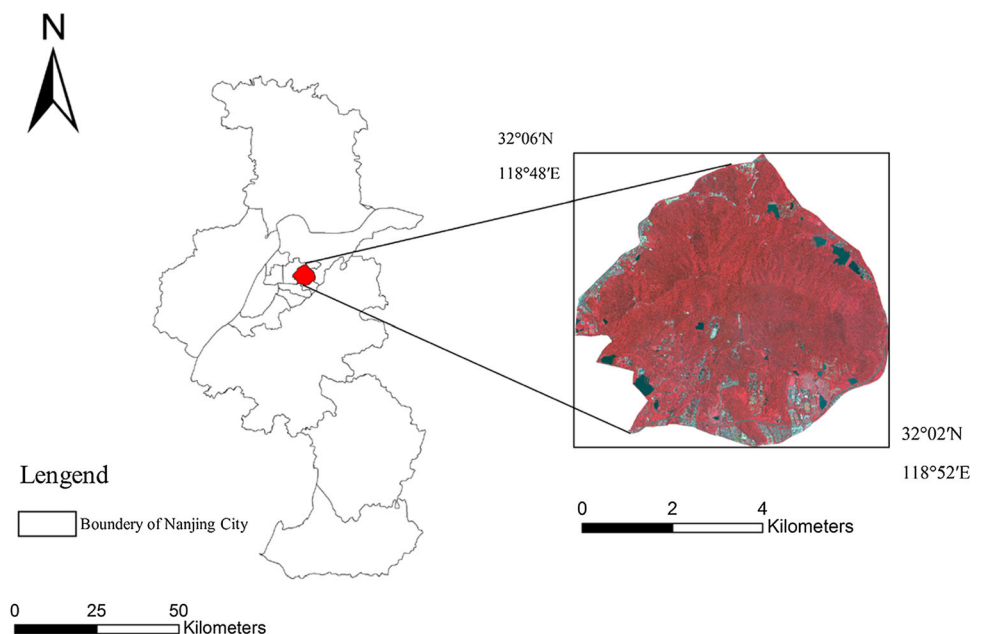 N
32°06′N
118°48′E
32°02′N
118°52′E
Lengend
Boundery of Nanjing City
0 2 4
Kilometers
0 25 50
Kilometers